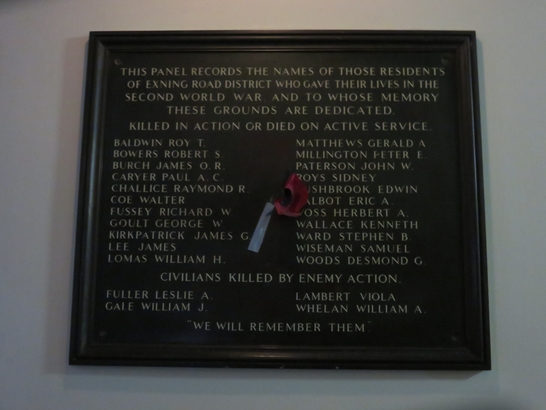 THIS PANEL RECORDS THE NAMES OF THOSE RESIDENTS
OF EXNING ROAD DISTRICT WHO GAVE THEIR LIVES IN THE
SECOND WORLD WAR AND TO WHOSE MEMORY
THESE GROUNDS ARE DEDICATED.
KILLED IN ACTION OR DIED ON ACTIVE SERVICE.
BALDWIN ROY T.
BOWERS ROBERT S.
BURCH JAMES O. R.
CARYER PAUL A. C.
CHALLICE RAYMOND R.
COE WALTER
FUSSEY RICHARD W
GOULT GEORGE W
KIRKPATRICK JAMES G.
LEE JAMES
LOMAS WILLIAM H.
MATTHEWS GERALD A
MILLINGTON PETER E
PATERSON JOHN W.
SIDNEY
EDWIN
ERIC A.
HERBERT A.
WALLACE KENNETH
WARD STEPHEN B
WISEMAN SAMUEL
WOODS DESMOND G.
CIVILIANS KILLED BY ENEMY ACTION.
FULLER LESLIE A.
GALE WILLIAM J.
LAMBERT VIOLA
WHELAN WILLIAM A.
"WE WILL REMEMBER THEM"